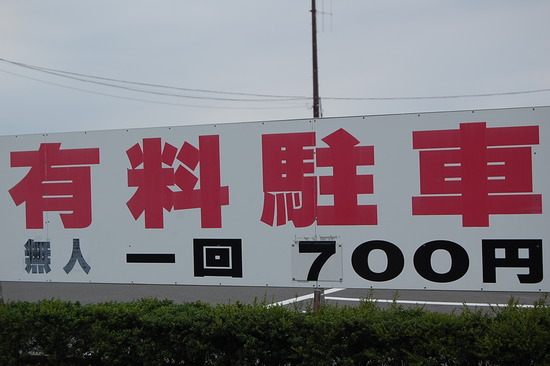 有料駐車
無人 一回 700円